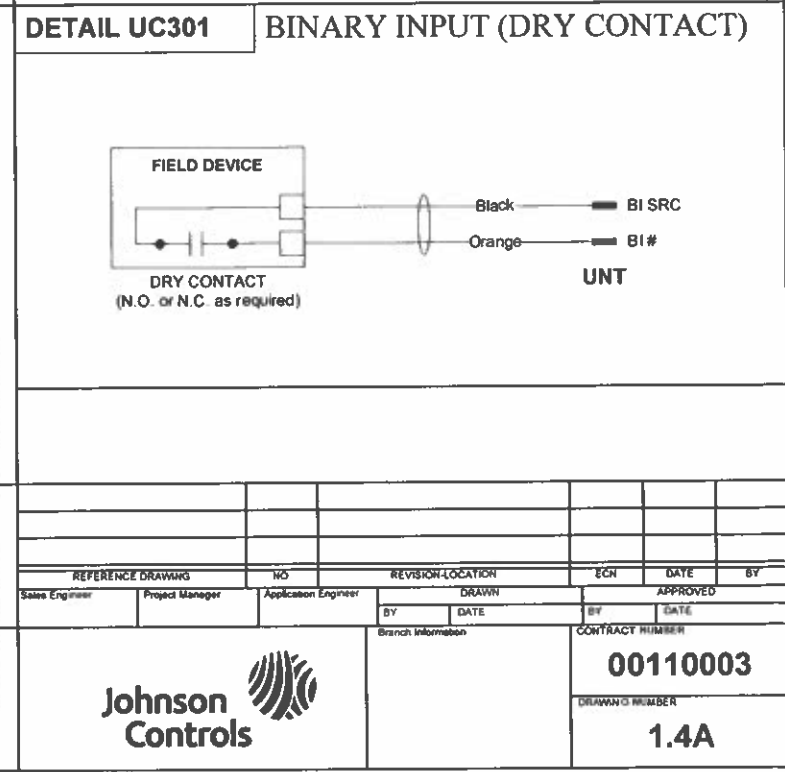 DETAIL UC301
BINARY INPUT (DRY CONTACT)
FIELD DEVICE
Black
BI SRC
Orange
BI #
DRY CONTACT
(N.O. or N.C. as required)
UNT
REFERENCE DRAWING
NO
REVISION-LOCATION
ECN
DATE
BY
Sales Engineer
Project Manager
Application Engineer
DRAWN
APPROVED
BY
DATE
BY
DATE
Branch Information
CONTRACT NUMBER
00110003
Johnson
Controls
DRAWING NUMBER
1.4A